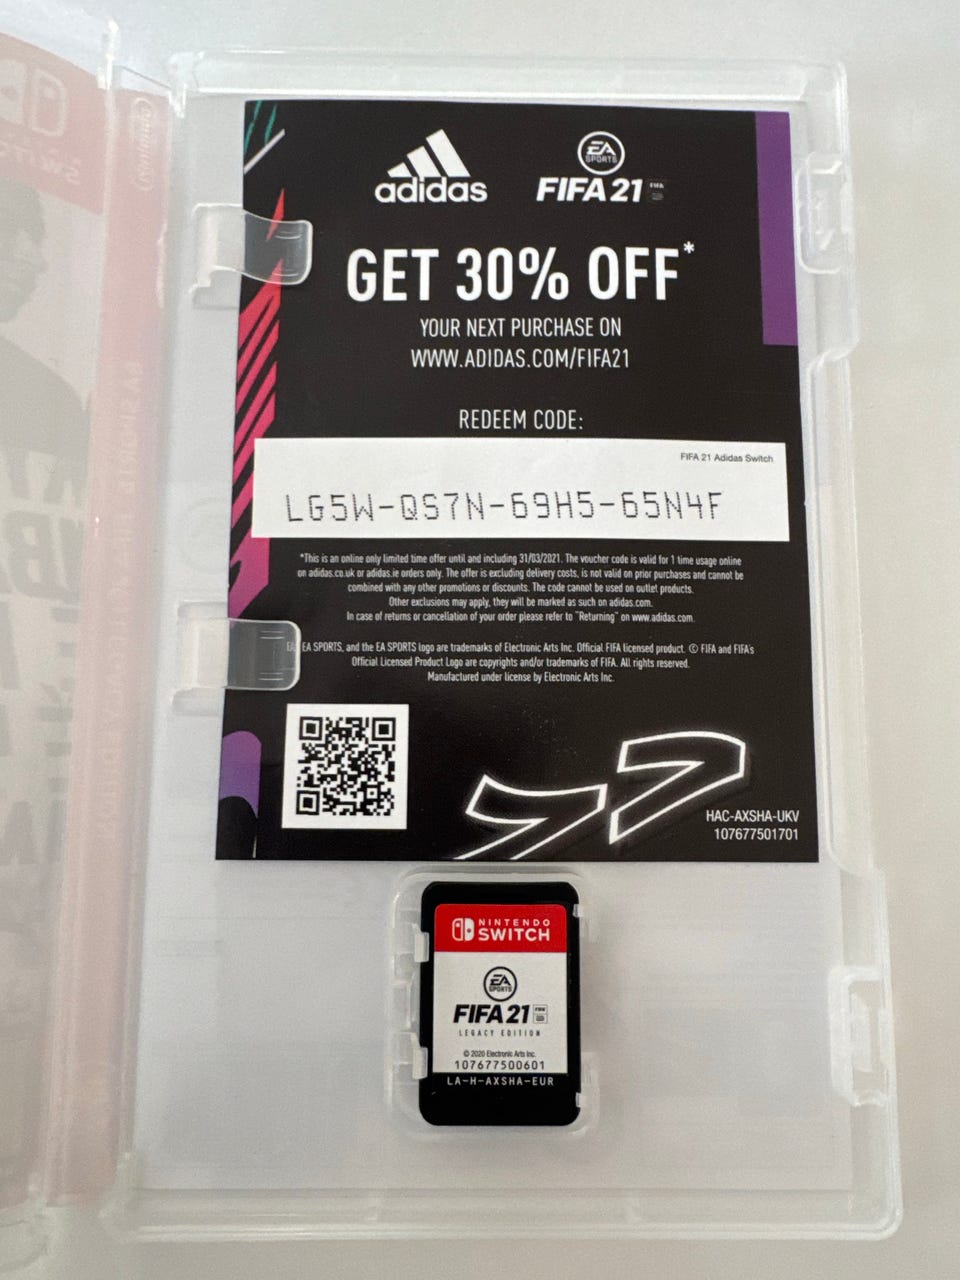 adidas
EA
SPORTS
FIFA 21
GET 30% OFF*
YOUR NEXT PURCHASE ON
WWW.ADIDAS.COM/FIFA21
REDEEM CODE:
FIFA 21 Adidas Switch
LG5W-QS7N-69H5-65N4F
*This is an online only limited time offer until and including 31/03/2021. The voucher code is valid for 1 time usage online
on adidas.co.uk or adidas.ie orders only. The offer is excluding delivery costs, is not valid on prior purchases and cannot be
combined with any other promotions or discounts. The code cannot be used on outlet products.
Other exclusions may apply, they will be marked as such on adidas.com.
In case of returns or cancellation of your order please refer to "Returning" on www.adidas.com.
EA, EA SPORTS, and the EA SPORTS logo are trademarks of Electronic Arts Inc. Official FIFA licensed product. © FIFA and FIFA's
Official Licensed Product Logo are copyrights and/or trademarks of FIFA. All rights reserved.
Manufactured under license by Electronic Arts Inc.
HAC-AXSHA-UKV
107677501701
NINTENDO
SWITCH
EA
SPORTS
FIFA 21
LEGACY EDITION
© 2020 Electronic Arts Inc.
107677500601
LA-H-AXSHA-EUR